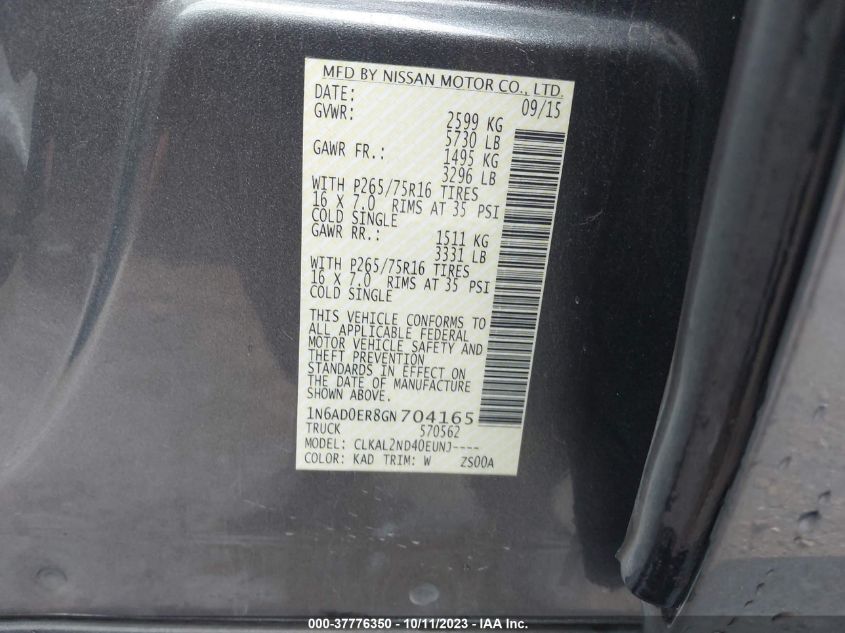 MFD BY NISSAN MOTOR CO., LTD.
DATE: 09/15
GVWR: 2599 KG
5730 LB
GAWR FR.: 1495 KG
3296 LB
WITH P265/75R16 TIRES
16 X 7.0 RIMS AT 35 PSI
COLD SINGLE
GAWR RR.: 1511 KG
3331 LB
WITH P265/75R16 TIRES
16 X 7.0 RIMS AT 35 PSI
COLD SINGLE
THIS VEHICLE CONFORMS TO
ALL APPLICABLE FEDERAL
MOTOR VEHICLE SAFETY AND
THEFT PREVENTION
STANDARDS IN EFFECT ON
THE DATE OF MANUFACTURE
SHOWN ABOVE.
1N6AD0ER8GN704165
TRUCK 570562
MODEL: CLKAL2ND40EUNJ----
COLOR: KAD TRIM: W ZS00A
000-37776350 - 10/11/2023 - IAA Inc.